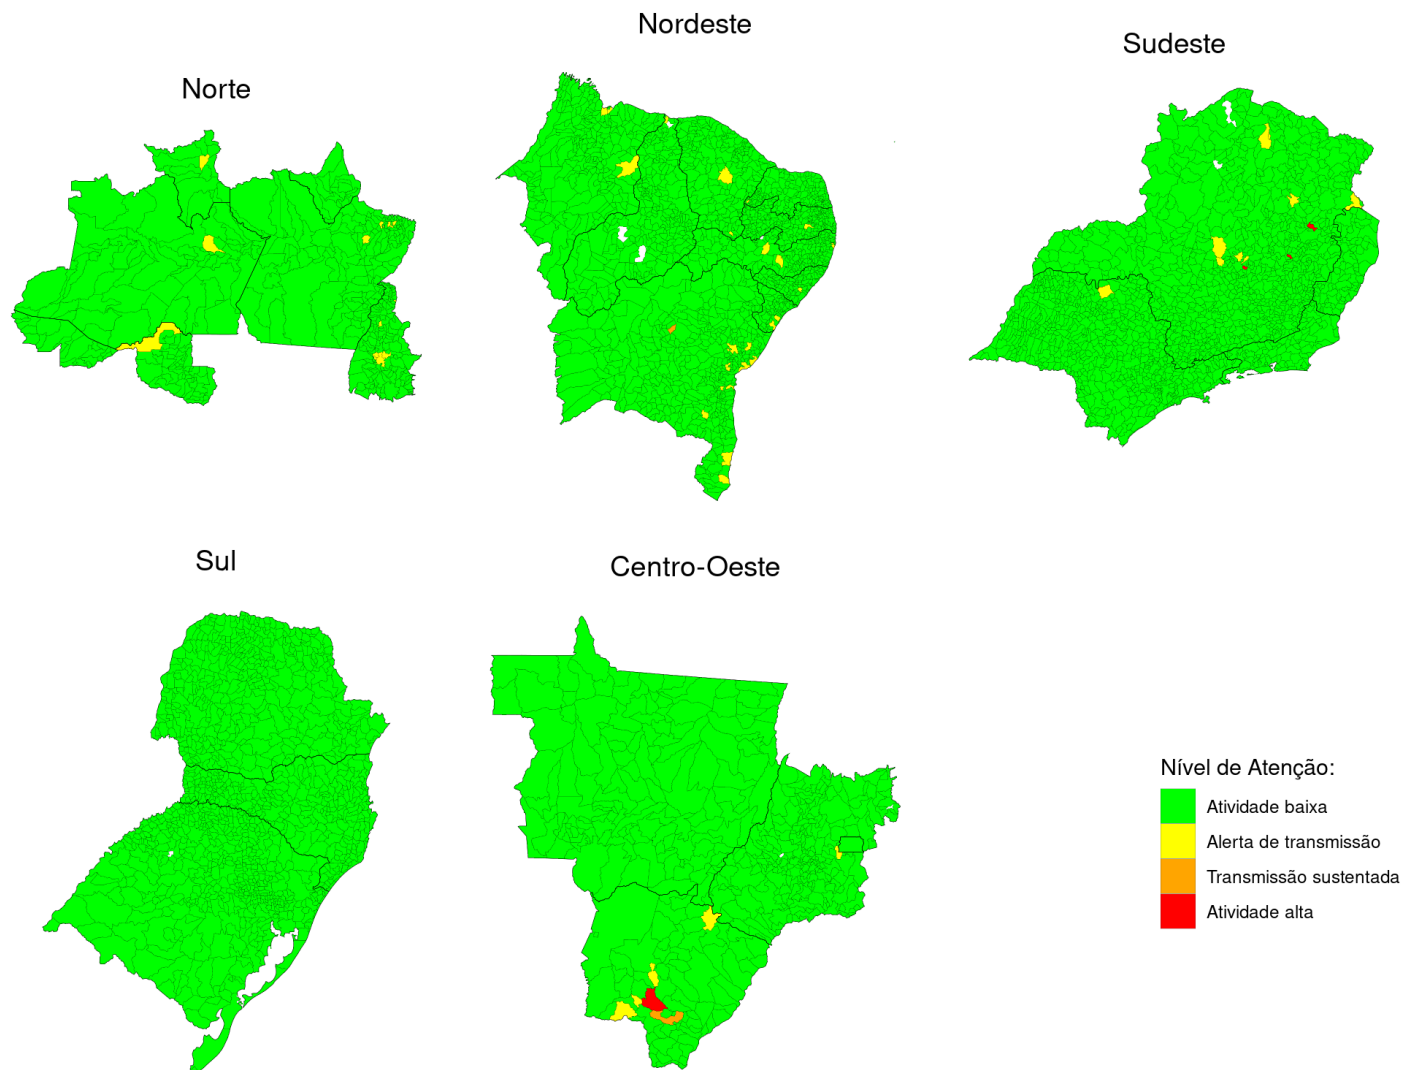 Nordeste
Sudeste
Norte
Sul
Centro-Oeste
Nível de Atenção:
Atividade baixa
Alerta de transmissão
Transmissão sustentada
Atividade alta